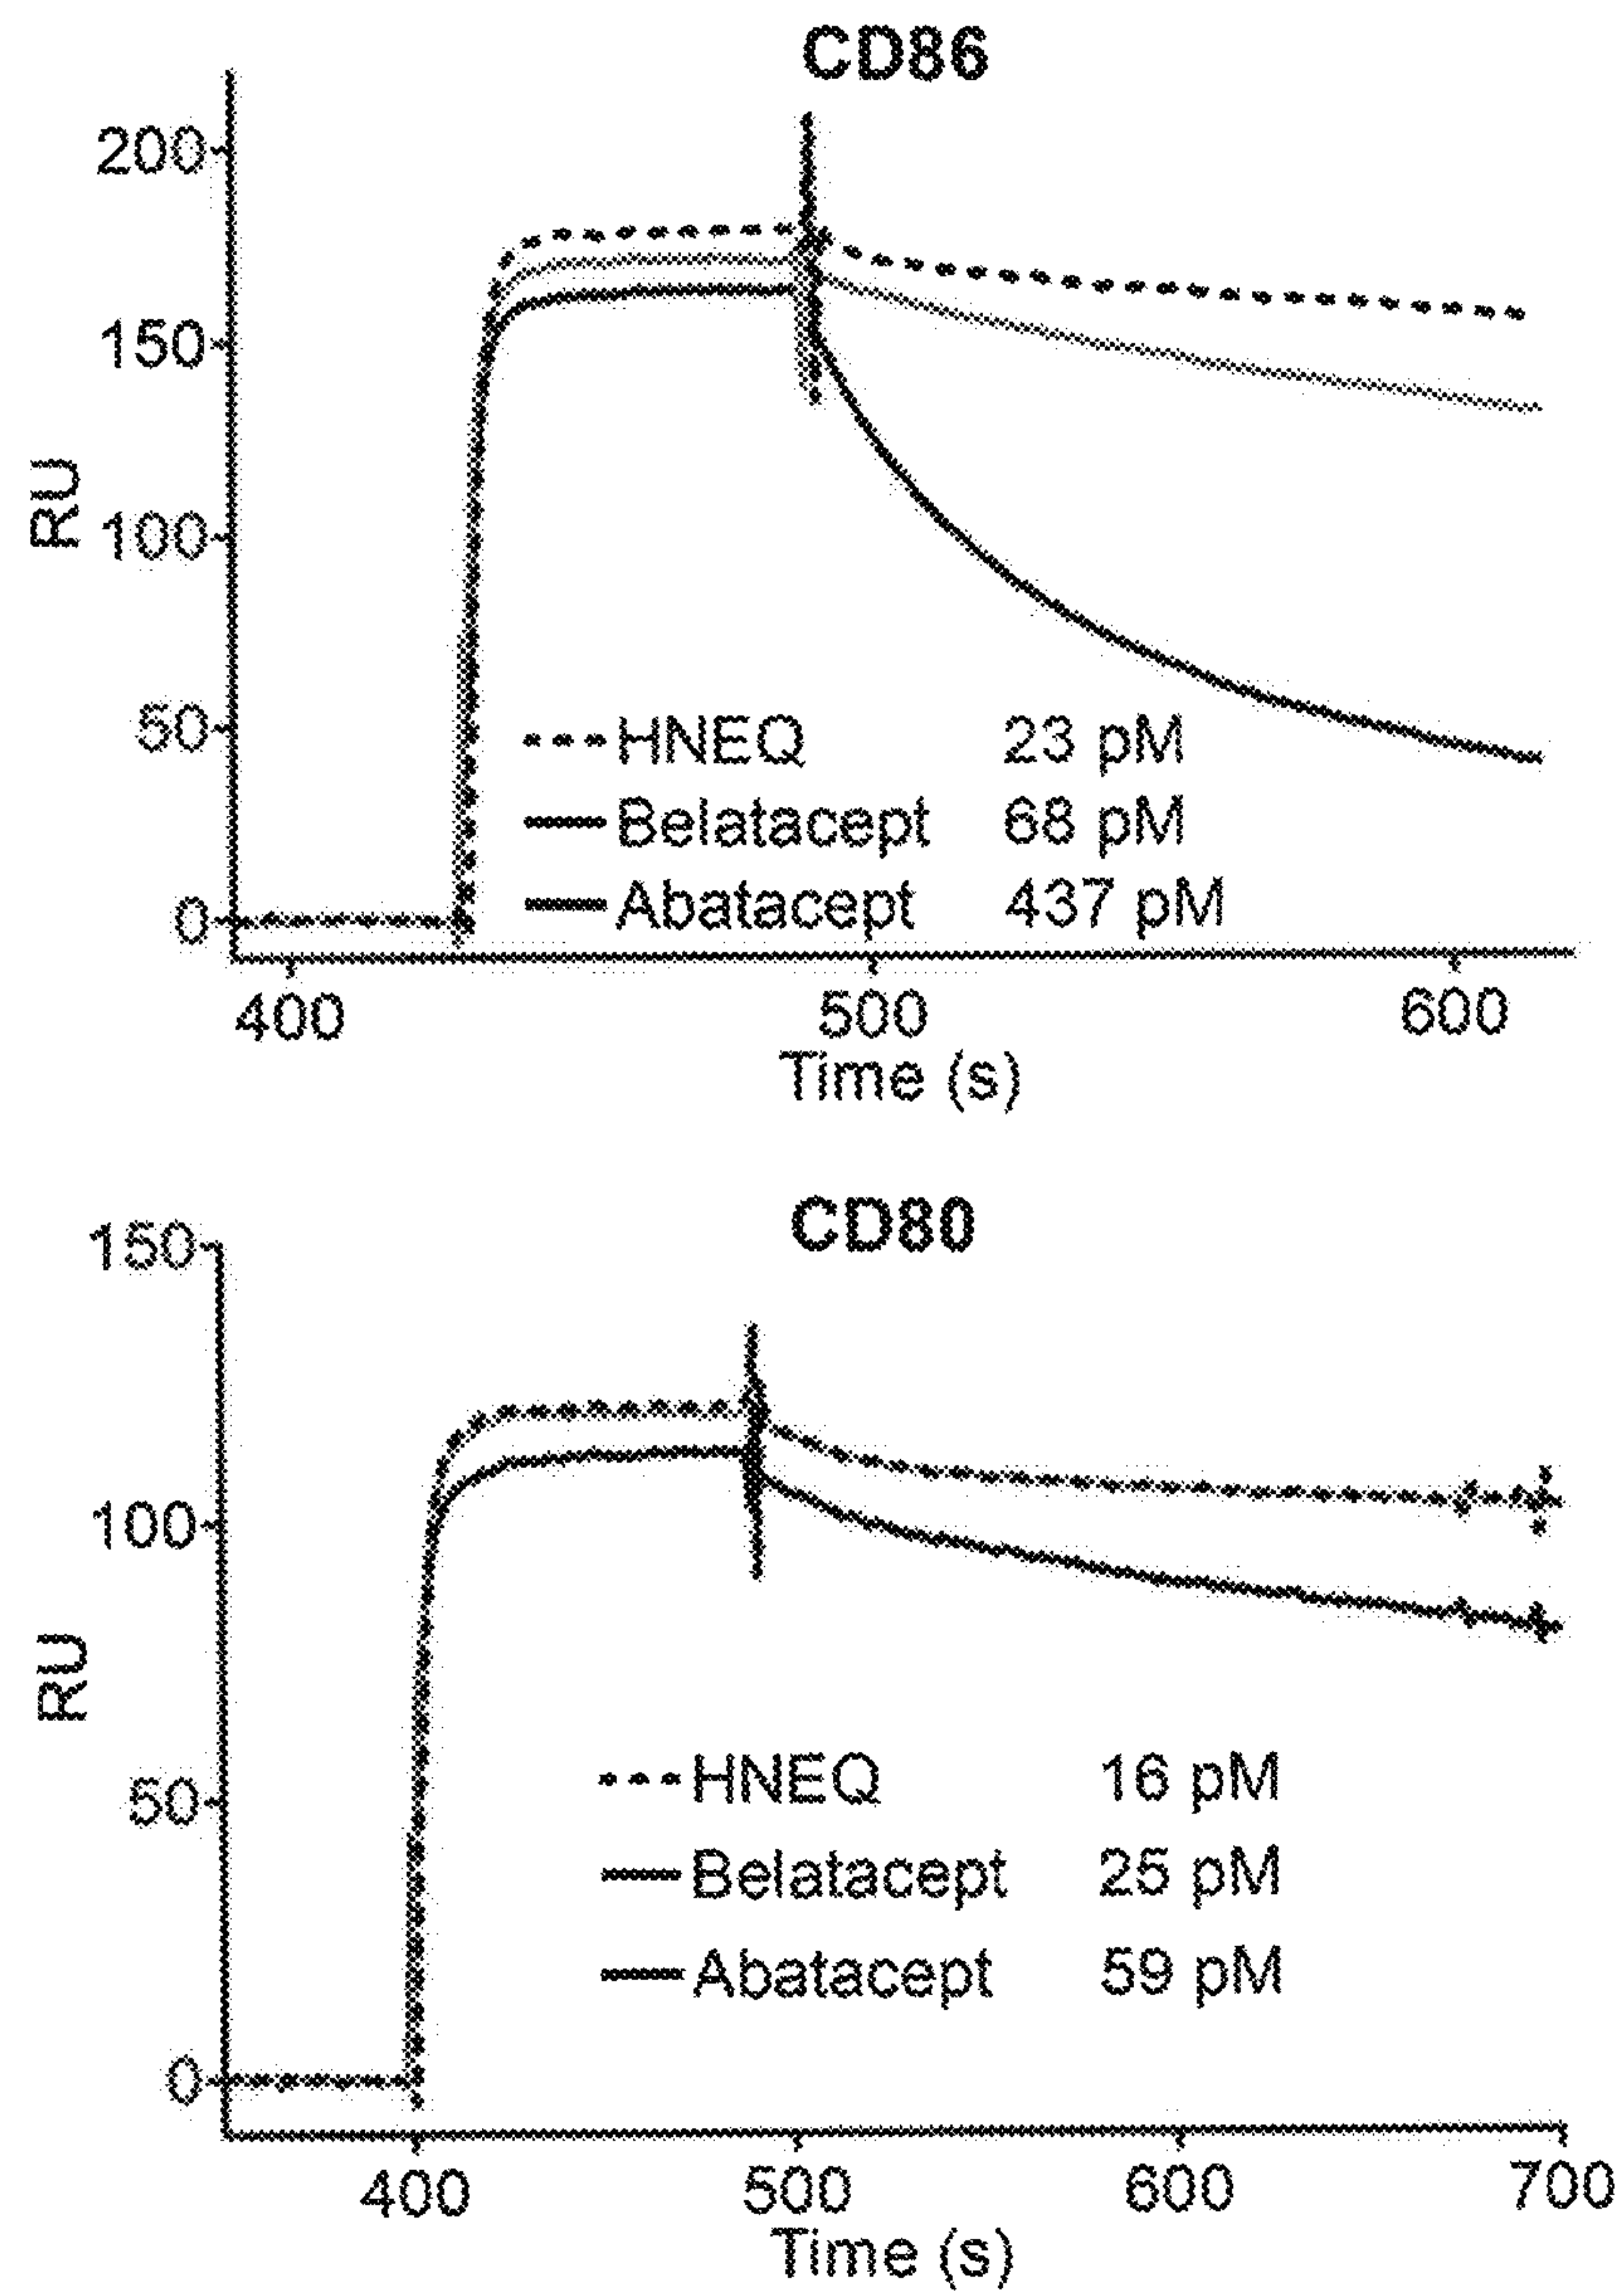 CD86
200
150
100
50
0
RU
HNEQ 23 pM
Belatacept 68 pM
Abatacept 437 pM
400 500 600
Time (s)
CD80
150
100
50
0
RU
HNEQ 16 pM
Belatacept 25 pM
Abatacept 59 pM
400 500 600 700
Time (s)